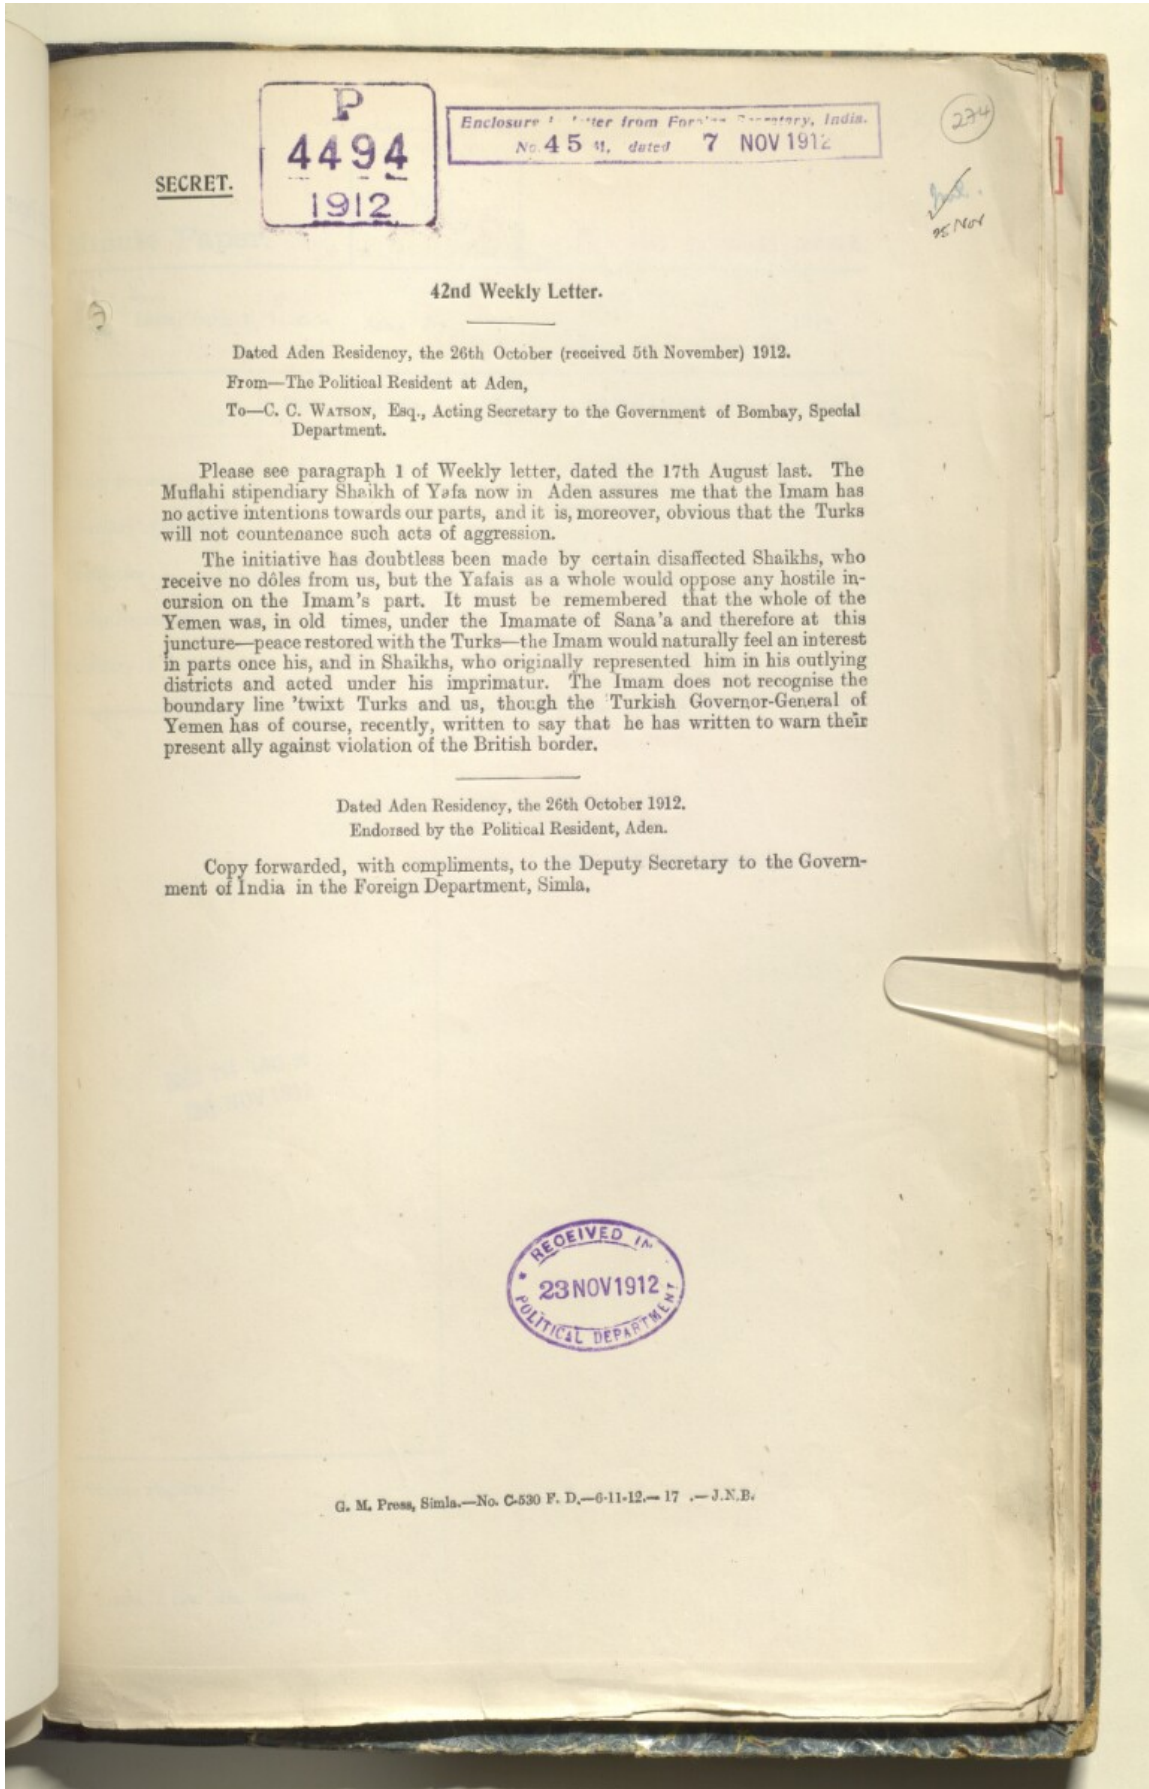 P
4494
1912
Enclosure letter from Foreign Secretary, India.
No. 45 M, dated 7 NOV 1912
274
SECRET.
25 Nov
42nd Weekly Letter.
Dated Aden Residency, the 26th October (received 5th November) 1912.
From—The Political Resident at Aden,
To—C. C. WATSON, Esq., Acting Secretary to the Government of Bombay, Special
Department.
Please see paragraph 1 of Weekly letter, dated the 17th August last. The
Muflahi stipendiary Shaikh of Yafa now in Aden assures me that the Imam has
no active intentions towards our parts, and it is, moreover, obvious that the Turks
will not countenance such acts of aggression.
The initiative has doubtless been made by certain disaffected Shaikhs, who
receive no dôles from us, but the Yafais as a whole would oppose any hostile in-
cursion on the Imam's part. It must be remembered that the whole of the
Yemen was, in old times, under the Imamate of Sana'a and therefore at this
juncture—peace restored with the Turks—the Imam would naturally feel an interest
in parts once his, and in Shaikhs, who originally represented him in his outlying
districts and acted under his imprimatur. The Imam does not recognise the
boundary line 'twixt Turks and us, though the Turkish Governor-General of
Yemen has of course, recently, written to say that he has written to warn their
present ally against violation of the British border.
Dated Aden Residency, the 26th October 1912.
Endorsed by the Political Resident, Aden.
Copy forwarded, with compliments, to the Deputy Secretary to the Govern-
ment of India in the Foreign Department, Simla.
RECEIVED IN
23 NOV 1912
POLITICAL DEPARTMENT
G. M. Press, Simla.—No. C-530 F. D.—6-11-12.—17 .—J.N.B.